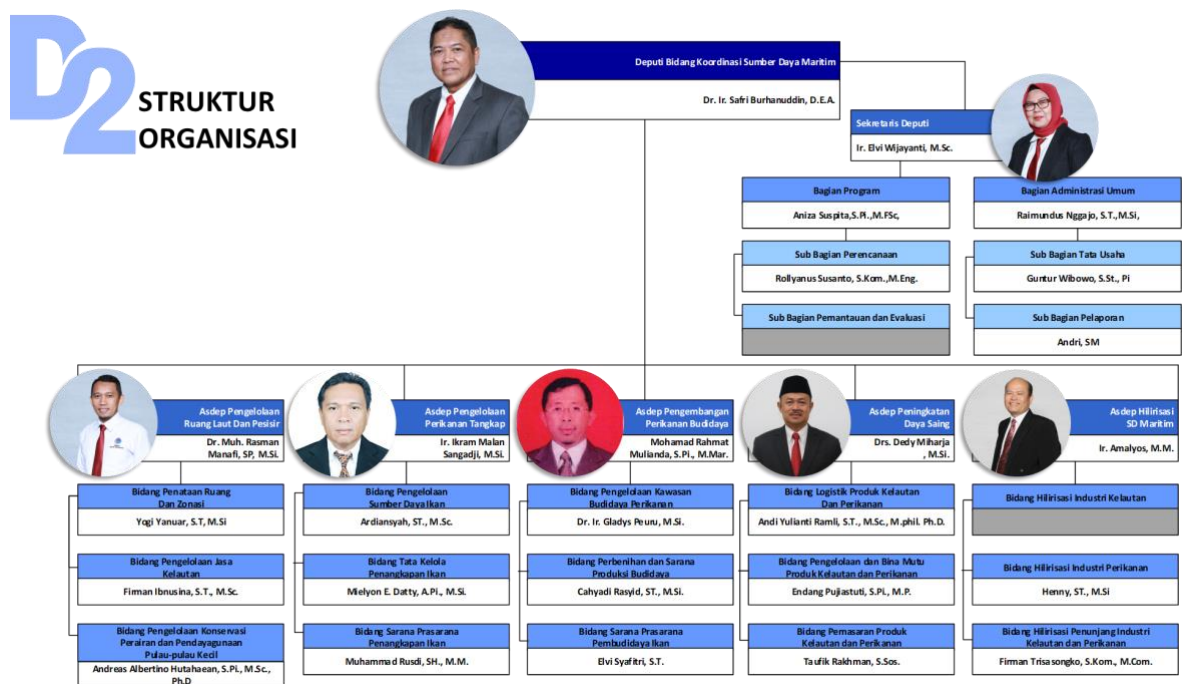 D2
STRUKTUR
ORGANISASI
Deputi Bidang Koordinasi Sumber Daya Maritim
Dr. Ir. Safri Burhanuddin, D.E.A.
Sekretaris Deputi
Ir. Elvi Wijayanti, M.Sc.
Bagian Program
Aniza Suspita,S.Pi.,M.FSc,
Bagian Administrasi Umum
Raimundus Nggajo, S.T.,M.Si,
Sub Bagian Perencanaan
Rollyanus Susanto, S.Kom.,M.Eng.
Sub Bagian Tata Usaha
Guntur Wibowo, S.St., Pi
Sub Bagian Pemantauan dan Evaluasi
Sub Bagian Pelaporan
Andri, SM
Asdep Pengelolaan
Ruang Laut Dan Pesisir
Dr. Muh. Rasman
Manafi, SP, M.Si.
Asdep Pengelolaan
Perikanan Tangkap
Ir. Ikram Malan
Sangadji, M.Si.
Asdep Pengembangan
Perikanan Budidaya
Mohamad Rahmat
Mulianda, S.Pi., M.Mar.
Asdep Peningkatan
Daya Saing
Drs. Dedy Miharja
, M.Si.
Asdep Hilirisasi
SD Maritim
Ir. Amalyos, M.M.
Bidang Penataan Ruang
Dan Zonasi
Yogi Yanuar, S.T, M.Si
Bidang Pengelolaan
Sumber Daya Ikan
Ardiansyah, ST., M.Sc.
Bidang Pengelolaan Kawasan
Budidaya Perikanan
Dr. Ir. Gladys Peuru, M.Si.
Bidang Logistik Produk Kelautan
Dan Perikanan
Andi Yulianti Ramli, S.T., M.Sc., M.phil. Ph.D.
Bidang Hilirisasi Industri Kelautan
Bidang Pengelolaan Jasa
Kelautan
Firman Ibnusina, S.T., M.Sc.
Bidang Tata Kelola
Penangkapan Ikan
Mielyon E. Datty, A.Pi., M.Si.
Bidang Perbenihan dan Sarana
Produksi Budidaya
Cahyadi Rasyid, ST., M.Si.
Bidang Pengelolaan dan Bina Mutu
Produk Kelautan dan Perikanan
Endang Pujiastuti, S.Pi., M.P.
Bidang Hilirisasi Industri Perikanan
Henny, ST., M.Si
Bidang Pengelolaan Konservasi
Perairan dan Pendayagunaan
Pulau-pulau Kecil
Andreas Albertino Hutahaean, S.Pi., M.Sc.,
Ph.D
Bidang Sarana Prasarana
Penangkapan Ikan
Muhammad Rusdi, SH., M.M.
Bidang Sarana Prasarana
Pembudidaya Ikan
Elvi Syafitri, S.T.
Bidang Pemasaran Produk
Kelautan dan Perikanan
Taufik Rakhman, S.Sos.
Bidang Hilirisasi Penunjang Industri
Kelautan dan Perikanan
Firman Trisasongko, S.Kom., M.Com.